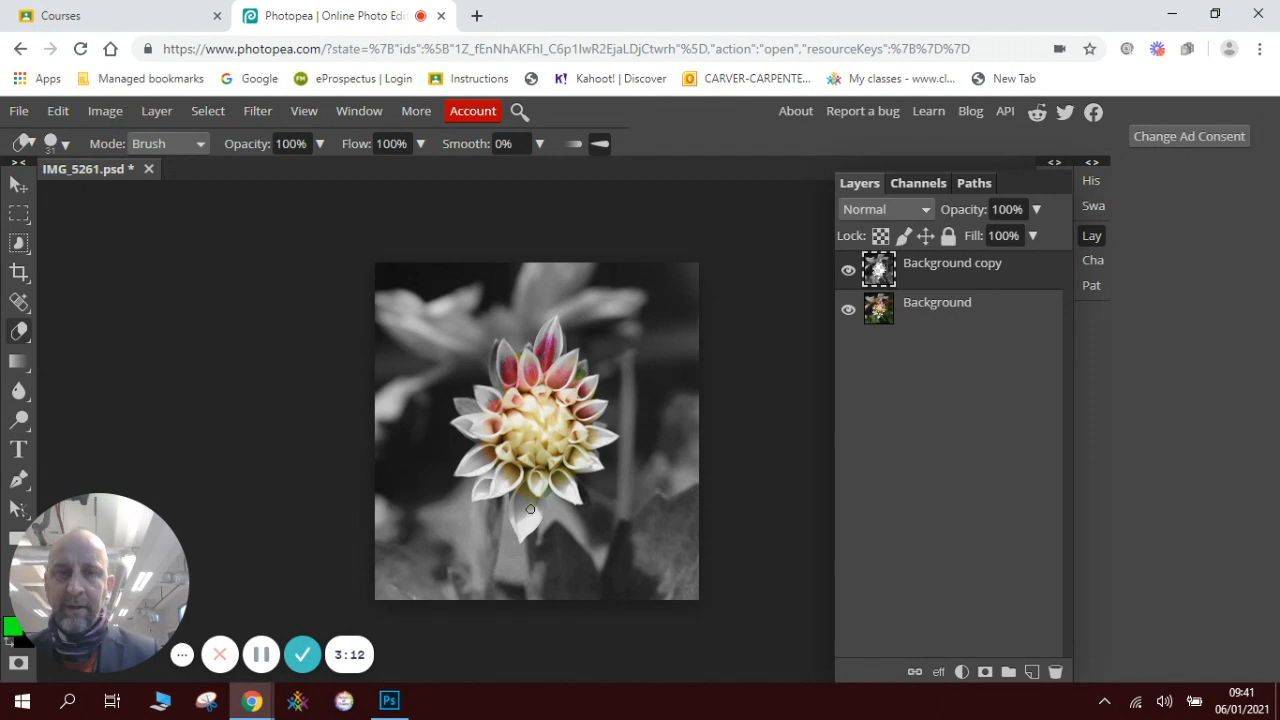 Courses
Photopea | Online Photo Edi
https://www.photopea.com/?state=%7B"ids":%5B"1Z_fEnNhAKFhl_C6p1IwR2EjaLDjCtwrh"%5D,"action":"open","resourceKeys":%7B%7D%7D
Apps Managed bookmarks Google eProspectus | Login Instructions Kahoot! | Discover CARVER-CARPENTE... My classes - www.cl... New Tab
File Edit Image Layer Select Filter View Window More Account About Report a bug Learn Blog API
Change Ad Consent
31 Mode: Brush Opacity: 100% Flow: 100% Smooth: 0%
> < IMG_5261.psd * < > < >
Layers Channels Paths His
Normal Opacity: 100% Swa
Lock: Fill: 100% Lay
Background copy Cha
Pat
Background
T
3:12
eff
Ps
09:41
06/01/2021